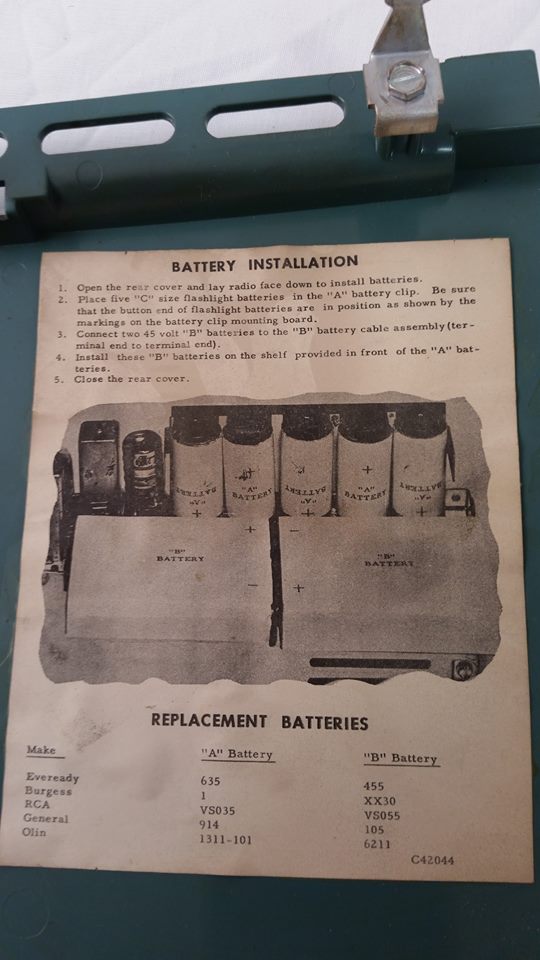 BATTERY INSTALLATION
1. Open the rear cover and lay radio face down to install batteries.
2. Place five "C" size flashlight batteries in the "A" battery clip. Be sure
that the button end of flashlight batteries are in position as shown by the
markings on the battery clip mounting board.
3. Connect two 45 volt "B" batteries to the "B" battery cable assembly (ter-
minal end to terminal end).
4. Install these "B" batteries on the shelf provided in front of the "A" bat-
teries.
5. Close the rear cover.
"A" BATTERY +
+ "A" BATTERY
"A" BATTERY +
+ "A" BATTERY
"A" BATTERY +
"B"
BATTERY
+ -
- +
"B"
BATTERY
REPLACEMENT BATTERIES
Make "A" Battery "B" Battery
Eveready 635 455
Burgess 1 XX30
RCA VS035 VS055
General 914 105
Olin 1311-101 6211
C42044